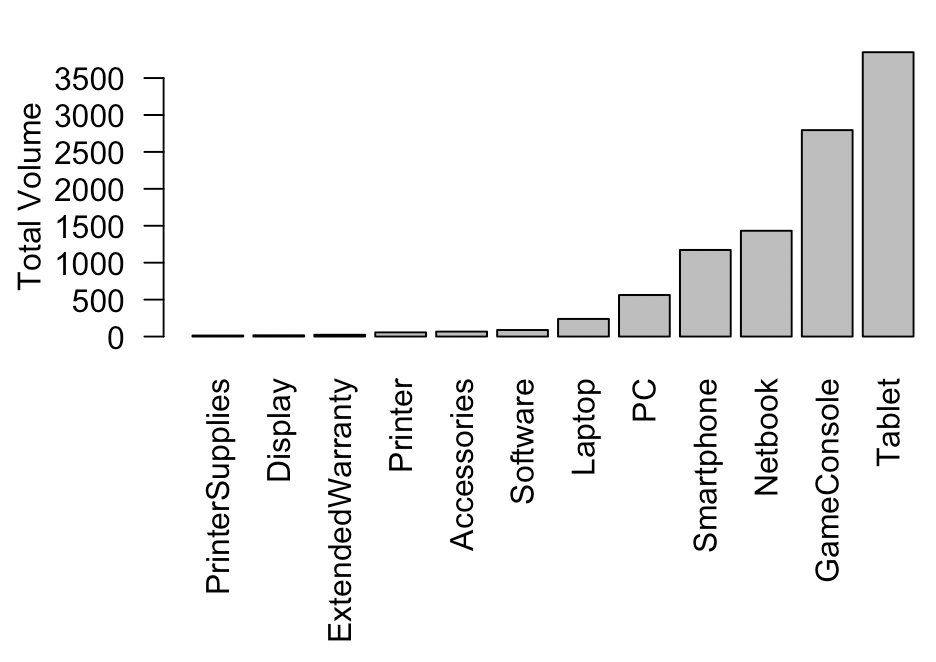 Total Volume
3500
3000
2500
2000
1500
1000
500
0
PrinterSupplies
Display
ExtendedWarranty
Printer
Accessories
Software
Laptop
PC
Smartphone
Netbook
GameConsole
Tablet